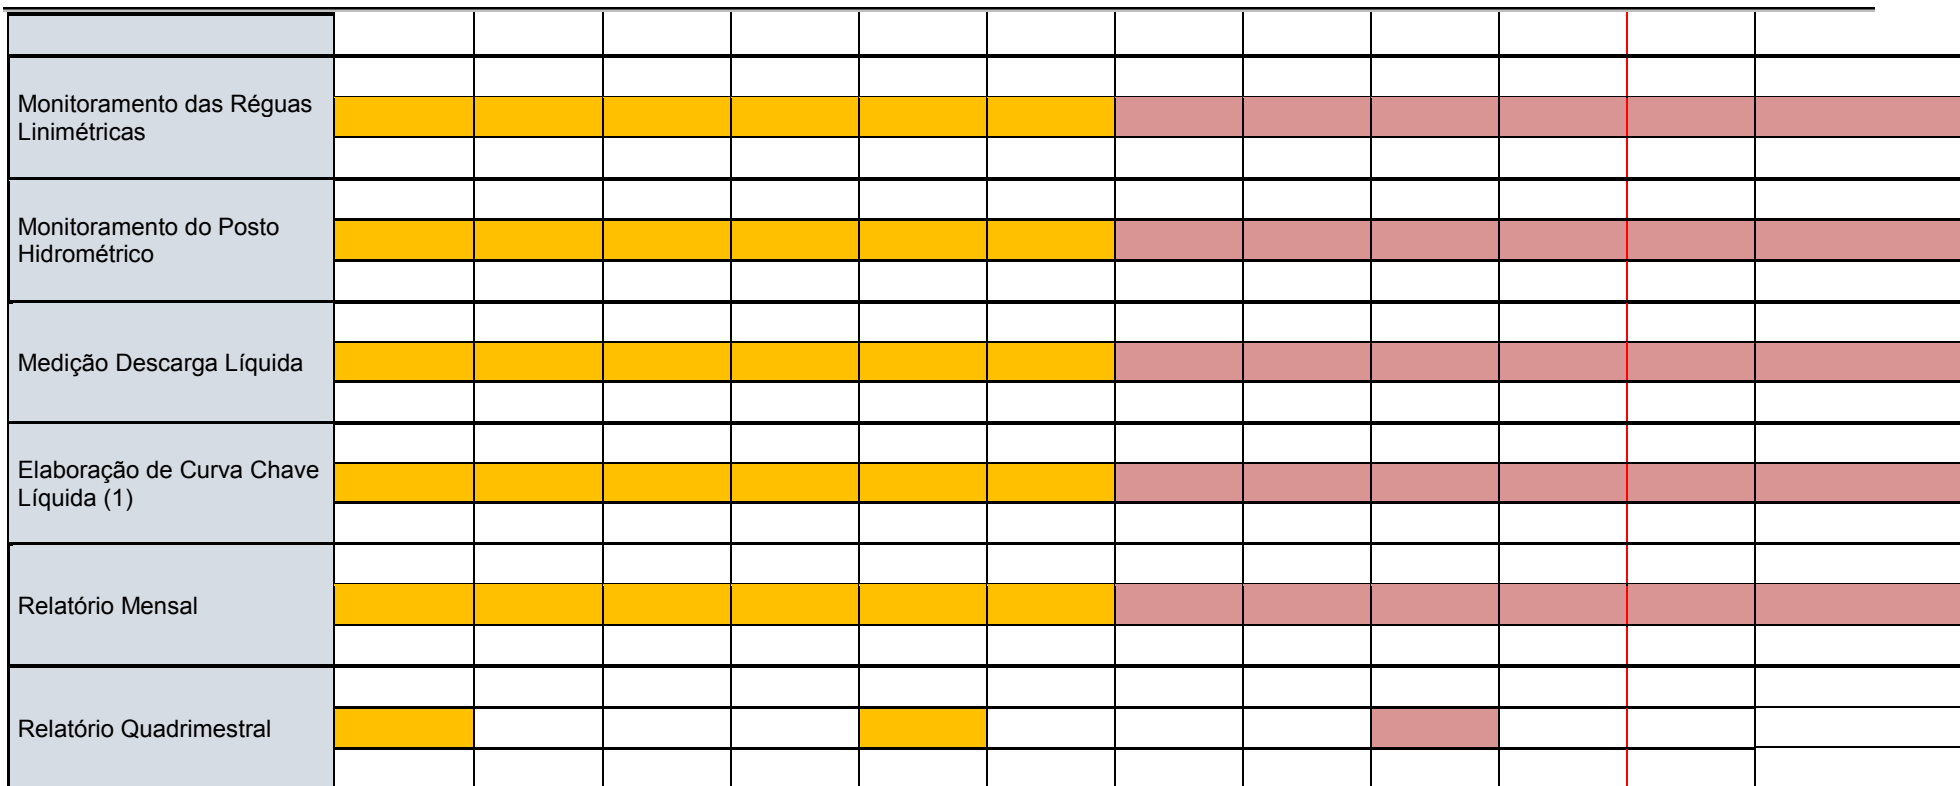 Monitoramento das Réguas
Linimétricas
Monitoramento do Posto
Hidrométrico
Medição Descarga Líquida
Elaboração de Curva Chave
Líquida (1)
Relatório Mensal
Relatório Quadrimestral